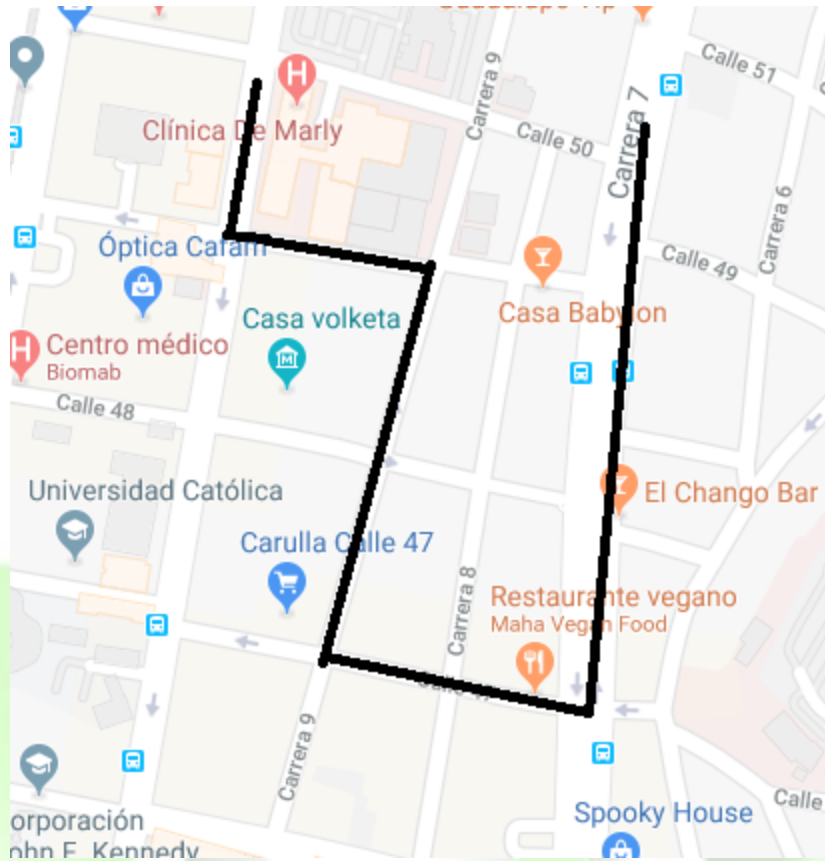 Calle 51
Carrera 9
Carrera 7
Clínica De Marly
Calle 50
Carrera 6
Óptica Cafam
Calle 49
Casa volketa
Casa Babylon
Centro médico
Biomab
Calle 48
Universidad Católica
El Chango Bar
Carulla Calle 47
Carrera 8
Restaurante vegano
Maha Vegan Food
Carrera 9
Spooky House
Calle
orporación
ohn F. Kennedy